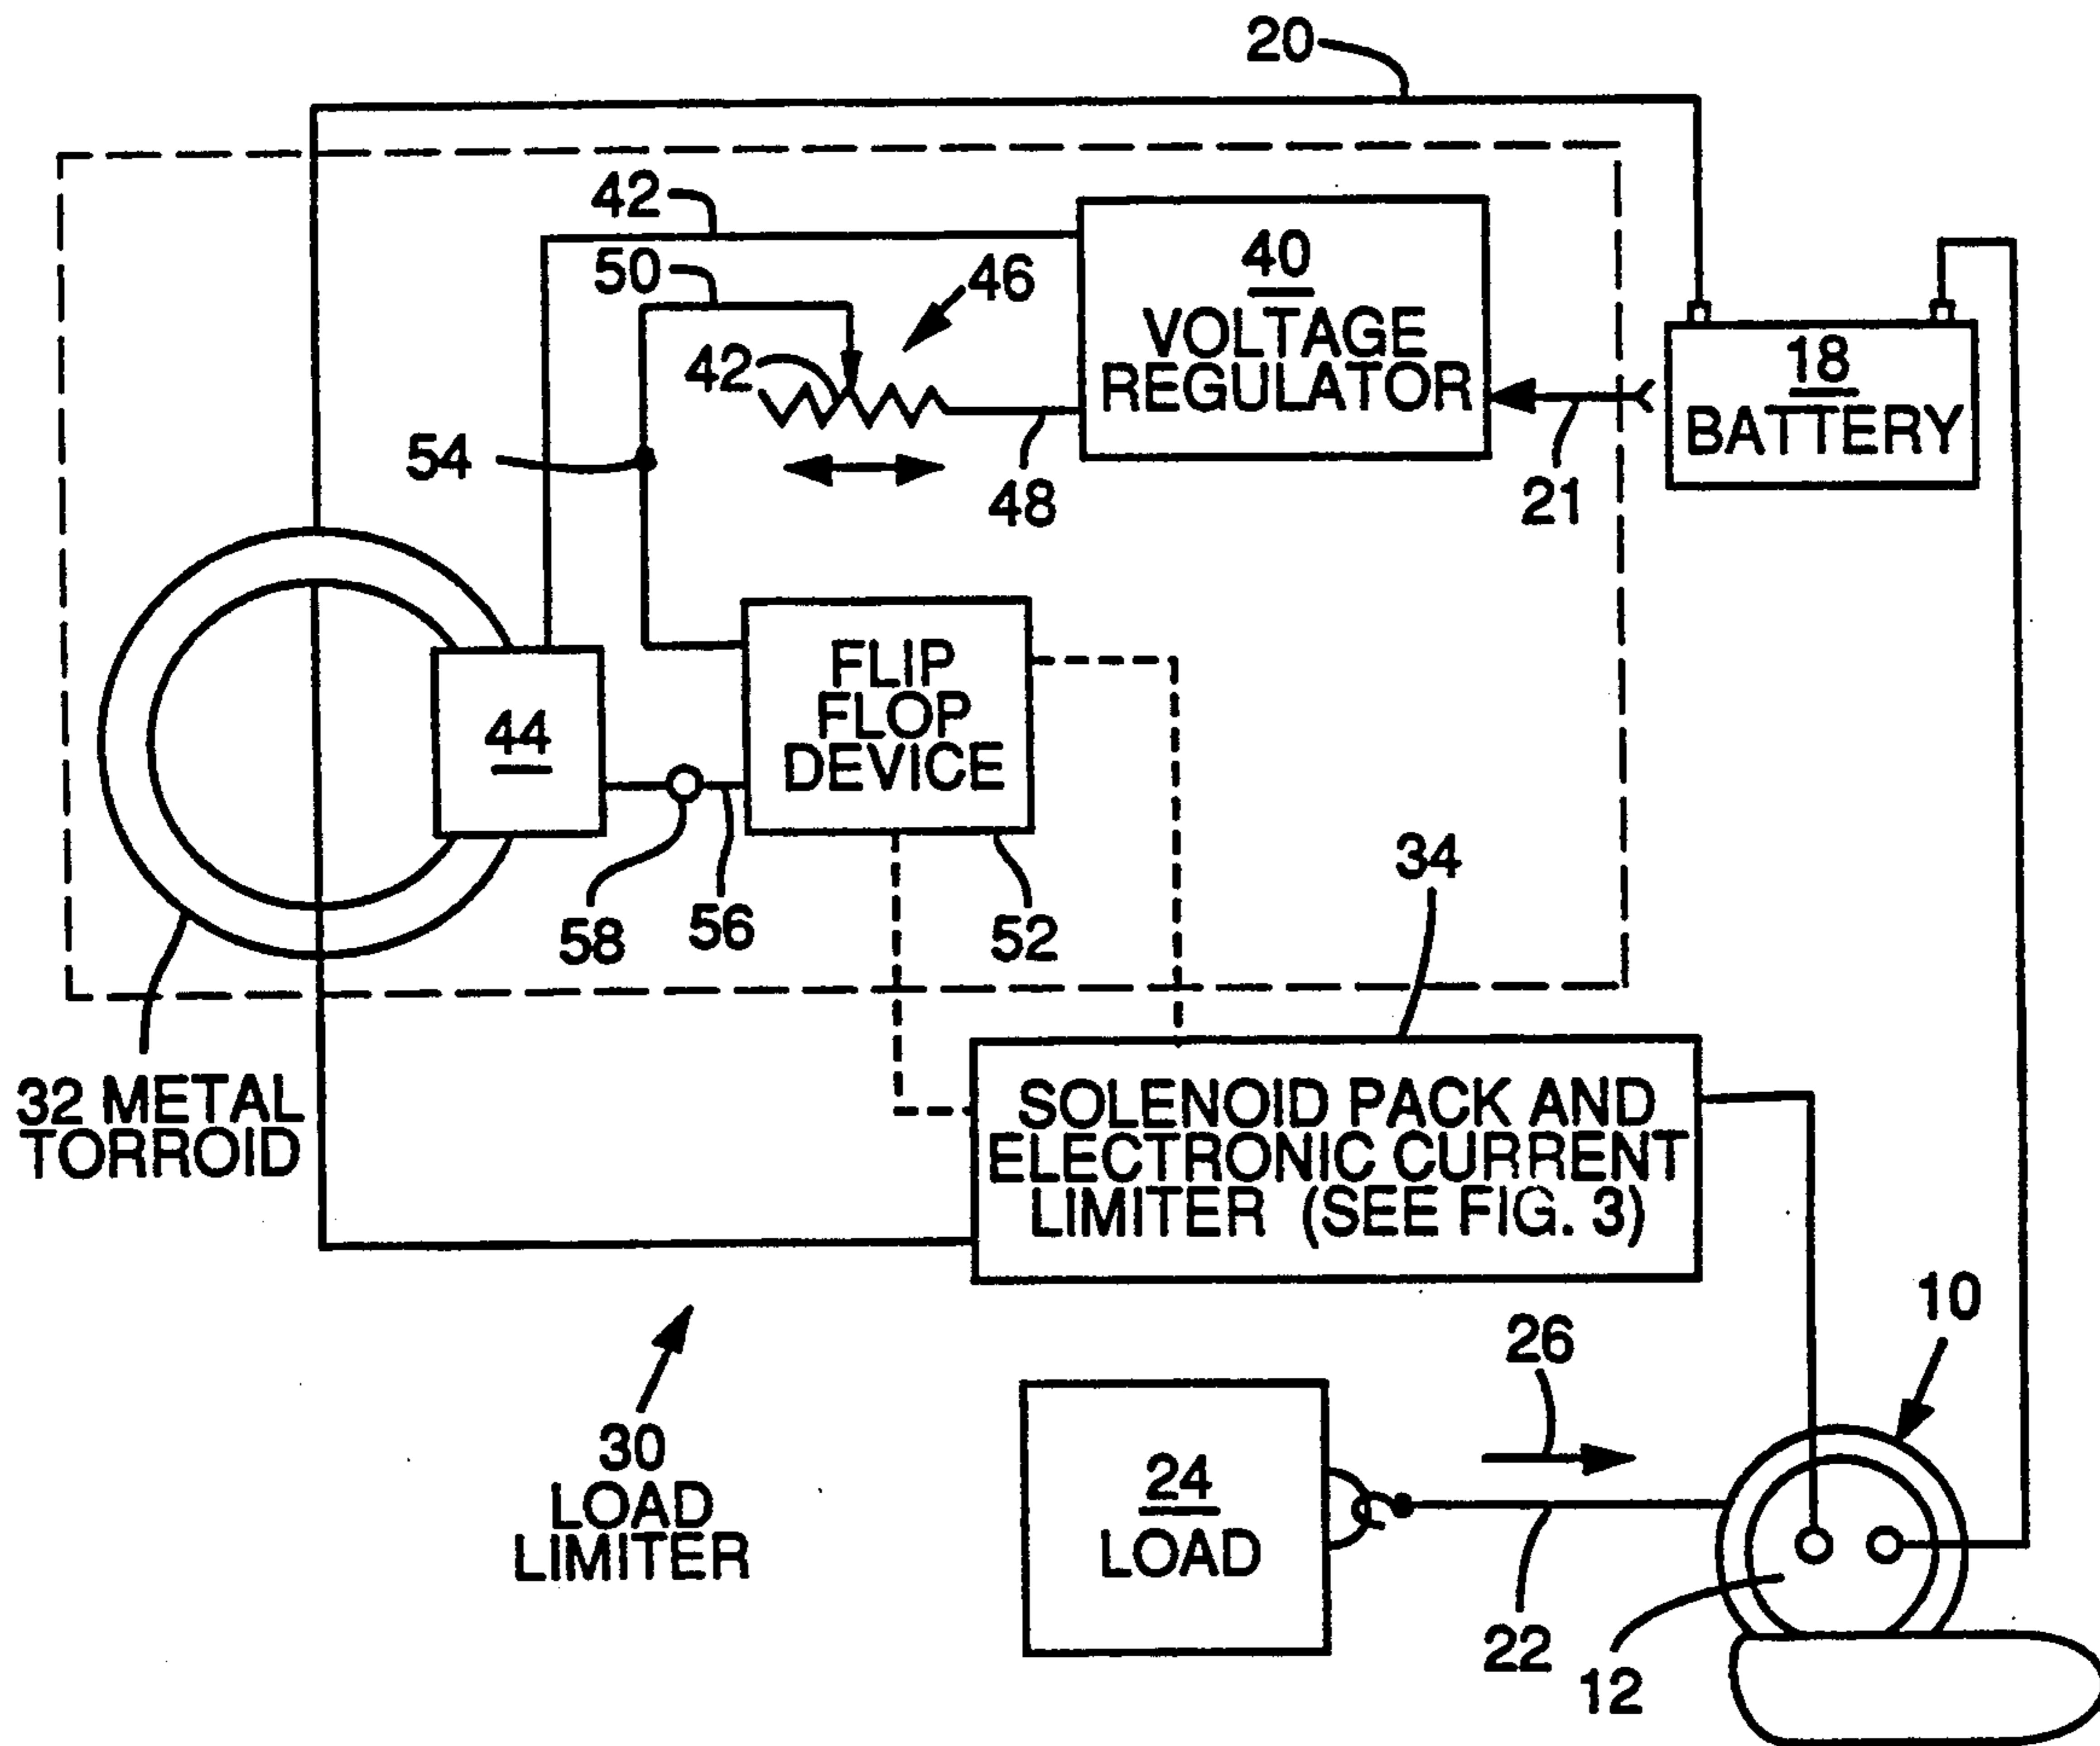 20
42
50
46
40
VOLTAGE
REGULATOR
42
18
BATTERY
54
48
21
FLIP
FLOP
DEVICE
44
34
58
56
52
32 METAL
TORROID
SOLENOID PACK AND
ELECTRONIC CURRENT
LIMITER (SEE FIG. 3)
10
26
30
LOAD
LIMITER
24
LOAD
22
12